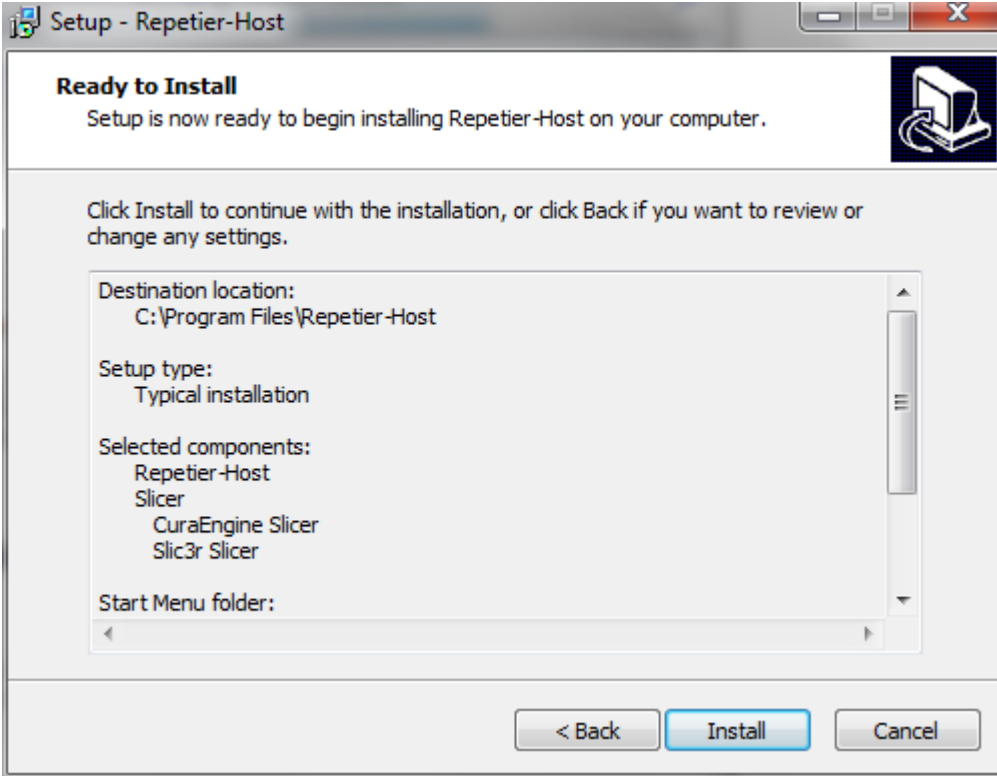 Setup - Repetier-Host
Ready to Install
Setup is now ready to begin installing Repetier-Host on your computer.
Click Install to continue with the installation, or click Back if you want to review or
change any settings.
Destination location:
C:\Program Files\Repetier-Host
Setup type:
Typical installation
Selected components:
Repetier-Host
Slicer
CuraEngine Slicer
Slic3r Slicer
Start Menu folder:
< Back
Install
Cancel